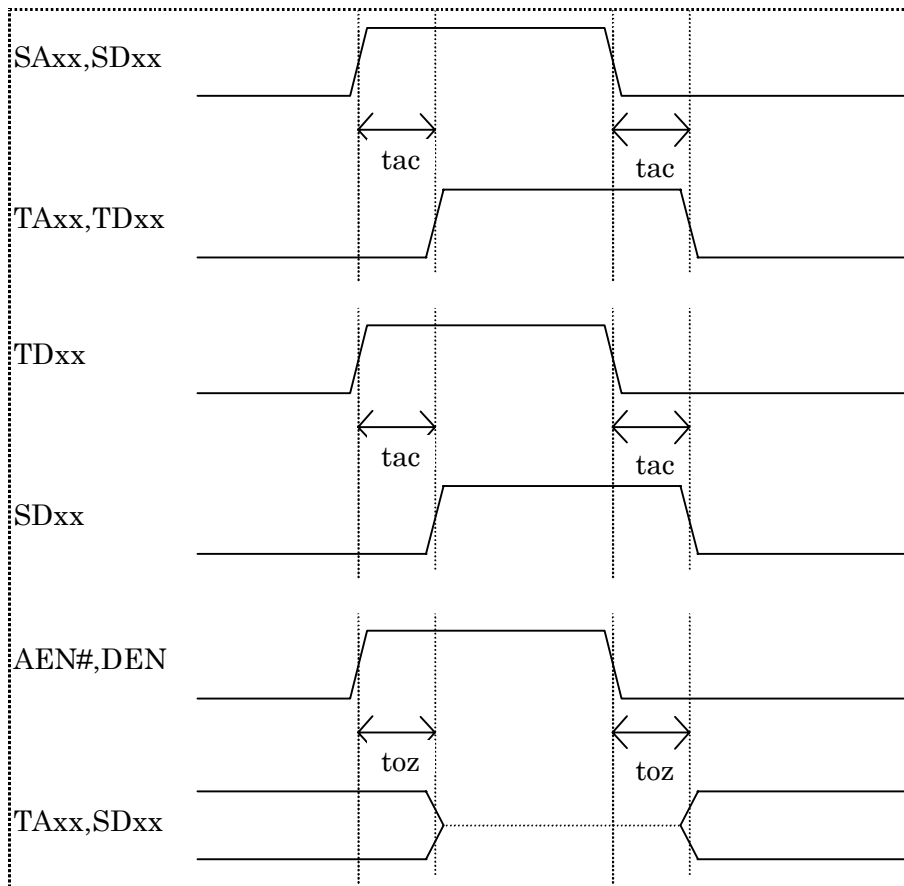 SAxx,SDxx
tac
tac
TAxx,TDxx
TDxx
tac
tac
SDxx
AEN#,DEN
toz
toz
TAxx,SDxx